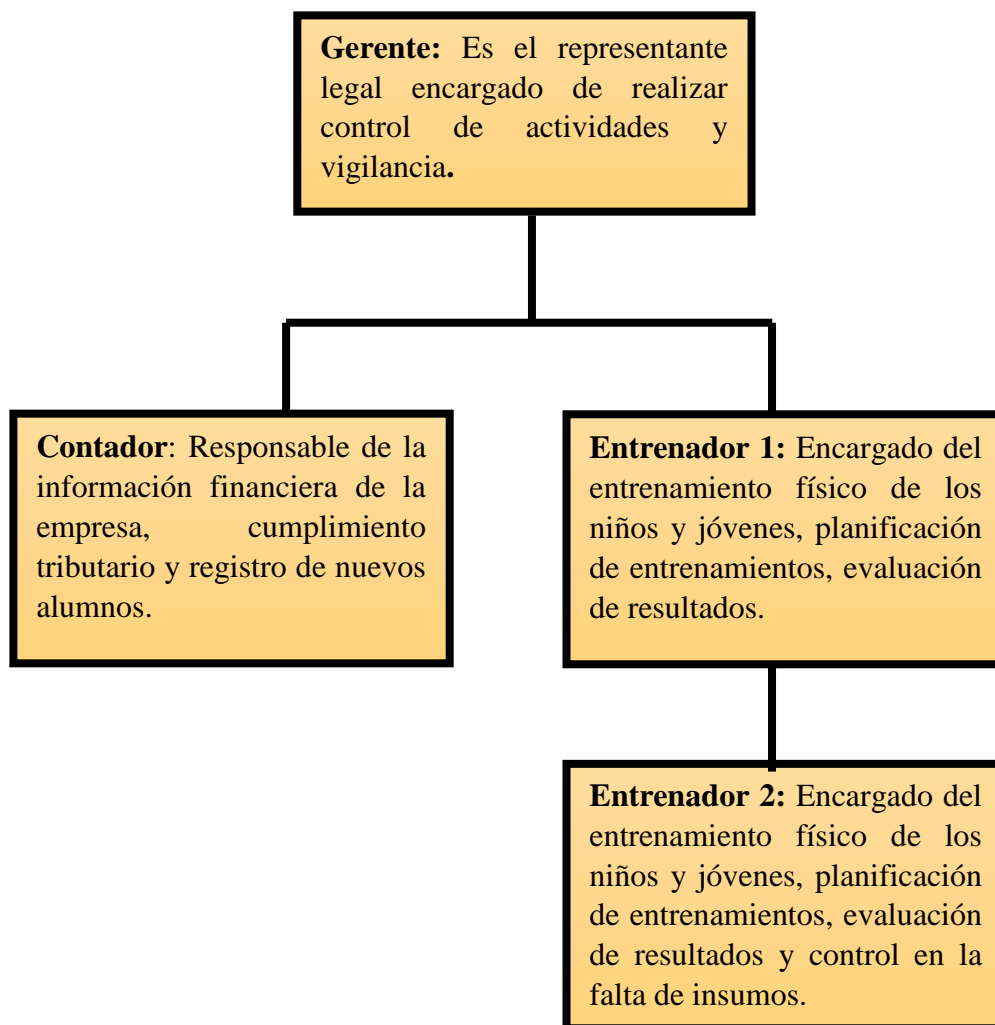 Gerente: Es el representante
legal encargado de realizar
control de actividades y
vigilancia.
Contador: Responsable de la
información financiera de la
empresa, cumplimiento
tributario y registro de nuevos
alumnos.
Entrenador 1: Encargado del
entrenamiento físico de los
niños y jóvenes, planificación
de entrenamientos, evaluación
de resultados.
Entrenador 2: Encargado del
entrenamiento físico de los
niños y jóvenes, planificación
de entrenamientos, evaluación
de resultados y control en la
falta de insumos.